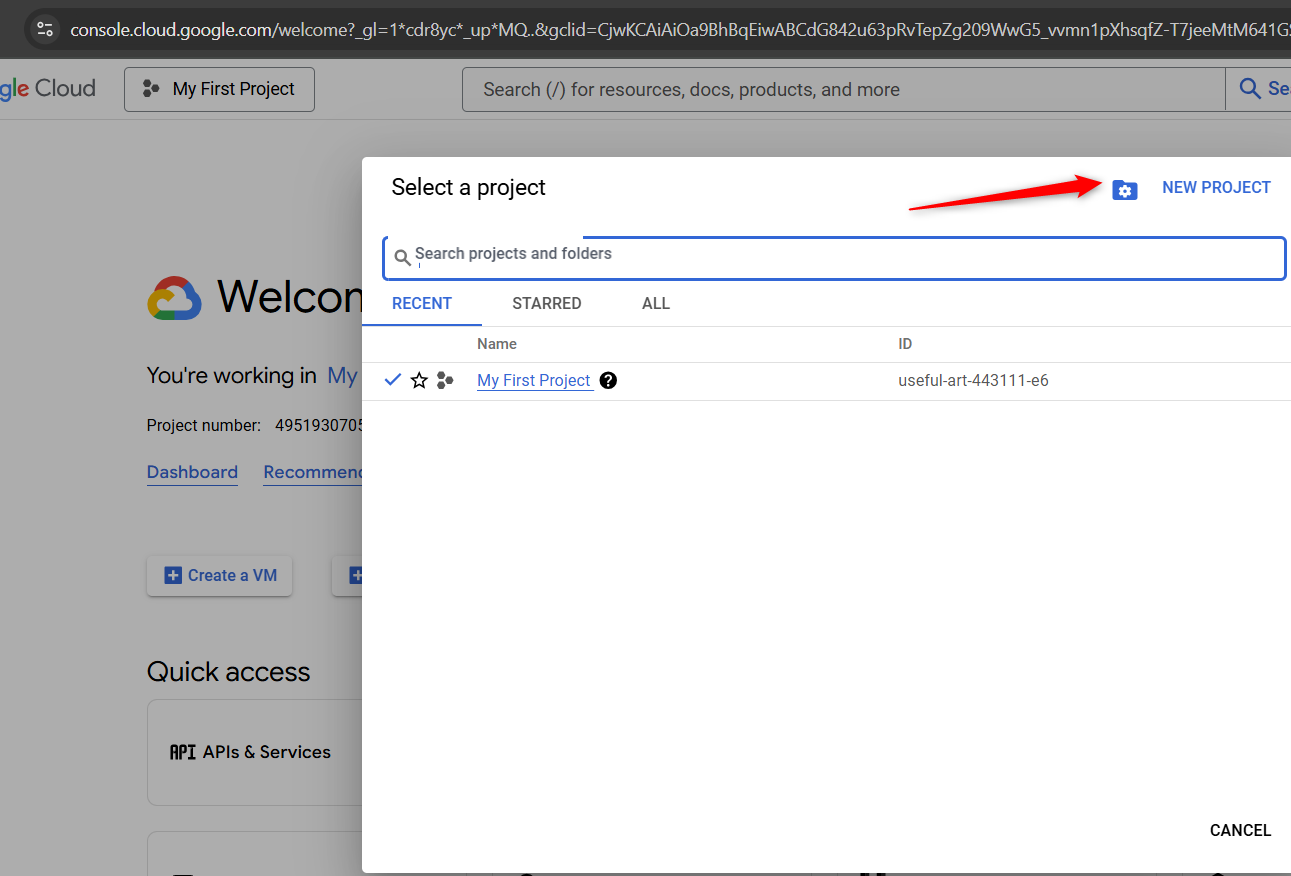 console.cloud.google.com/welcome?_gl=1*cdr8yc*_up*MQ..&gclid=CjwKCAiAiOa9BhBqEiwABCdG842u63pRvTepZg209WwG5_vvmn1pXhsqfZ-T7jeeMtM641G
gle Cloud
My First Project
Search (/) for resources, docs, products, and more
Se
Select a project
NEW PROJECT
Search projects and folders
RECENT STARRED ALL
Name ID
My First Project ? useful-art-443111-e6
CANCEL
Welcom
You're working in My
Project number: 495193070
Dashboard Recommend
Create a VM
Quick access
API APIs & Services